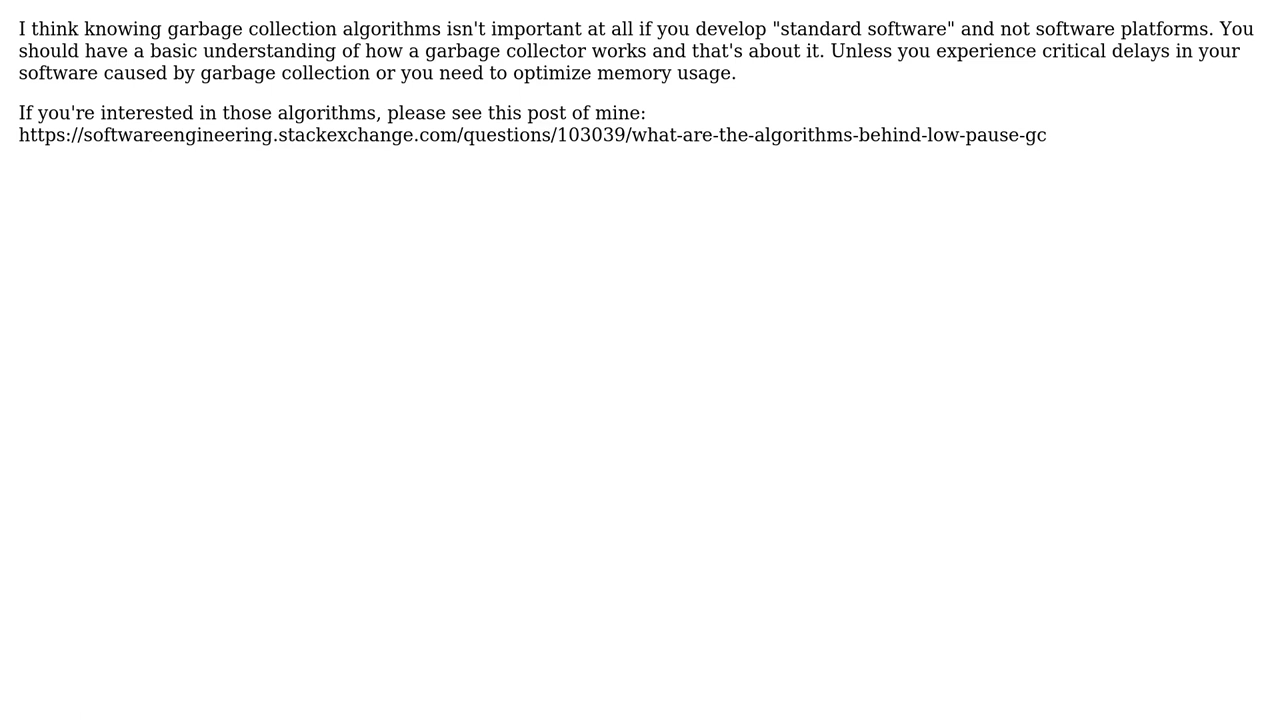 I think knowing garbage collection algorithms isn't important at all if you develop "standard software" and not software platforms. You
should have a basic understanding of how a garbage collector works and that's about it. Unless you experience critical delays in your
software caused by garbage collection or you need to optimize memory usage.
If you're interested in those algorithms, please see this post of mine:
https://softwareengineering.stackexchange.com/questions/103039/what-are-the-algorithms-behind-low-pause-gc